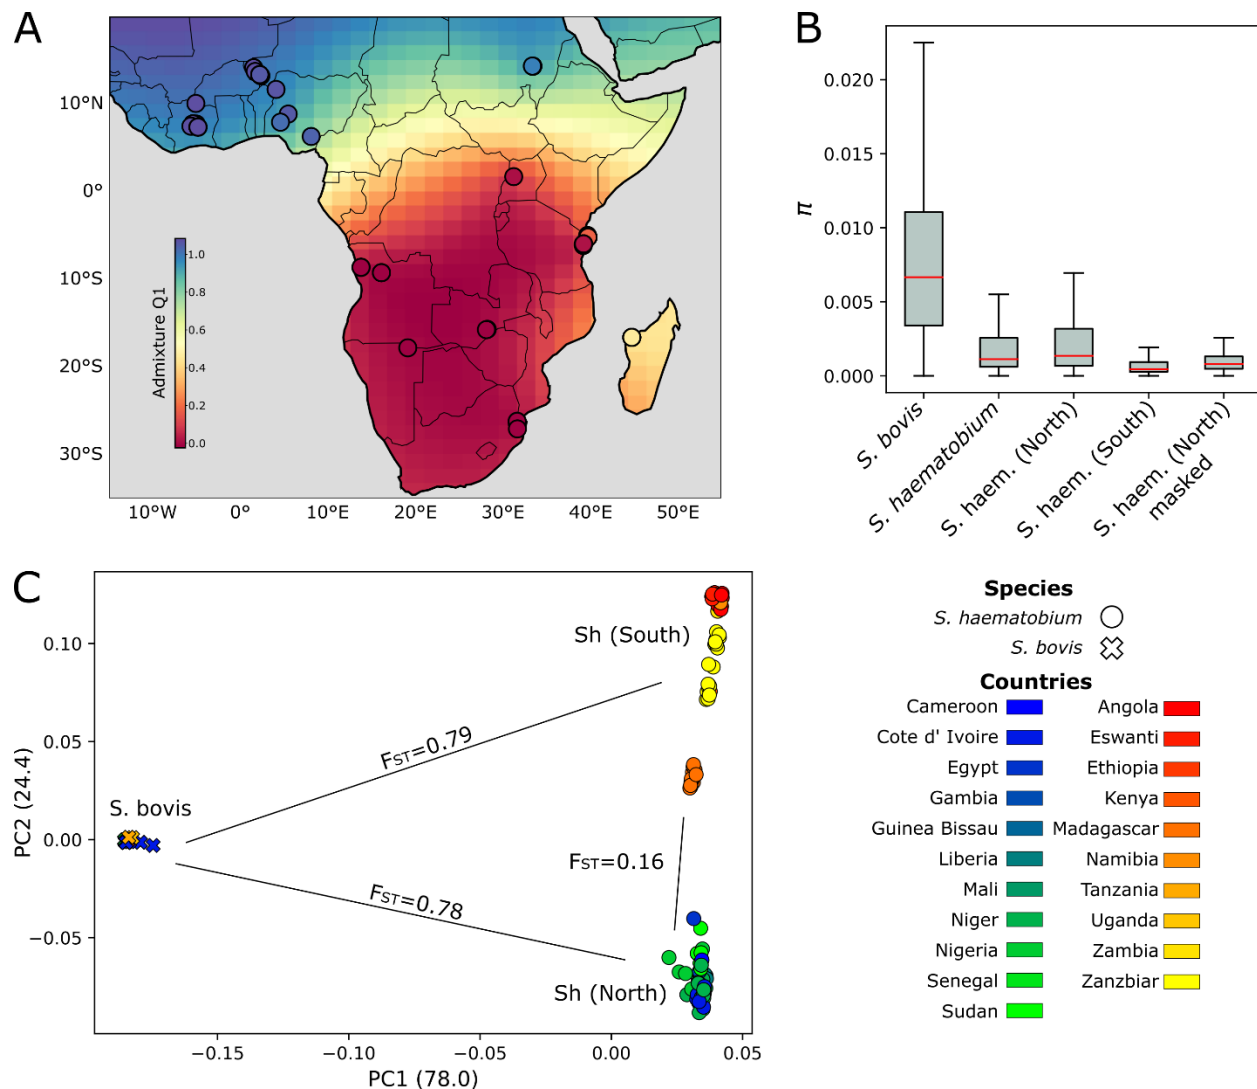 A
10°N
0°
10°S
20°S
30°S
10°W
0°
10°E
20°E
30°E
40°E
50°E
Admixture Q1
1.0
0.8
0.6
0.4
0.2
0.0
B
π
0.020
0.015
0.010
0.005
0.000
S. bovis
S. haematobium
S. haem. (North)
S. haem. (South)
S. haem. (North)
masked
C
PC2 (24.4)
0.10
0.05
0.00
−0.05
−0.15
−0.10
−0.05
0.00
0.05
PC1 (78.0)
Sh (South)
FST=0.79
S. bovis
FST=0.16
FST=0.78
Sh (North)
Species
S. haematobium
S. bovis
Countries
Cameroon
Cote d' Ivoire
Egypt
Gambia
Guinea Bissau
Liberia
Mali
Niger
Nigeria
Senegal
Sudan
Angola
Eswanti
Ethiopia
Kenya
Madagascar
Namibia
Tanzania
Uganda
Zambia
Zanzbiar